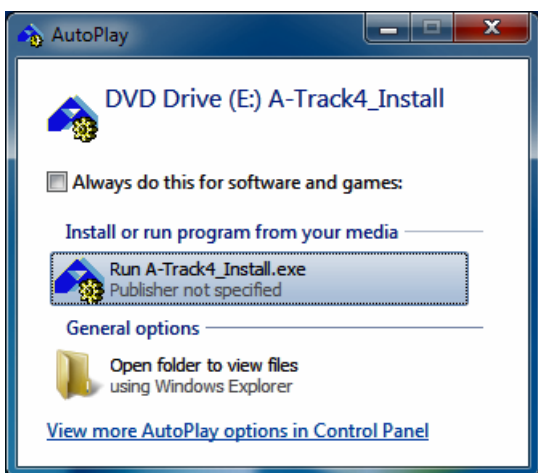 AutoPlay
DVD Drive (E:) A-Track4_Install
Always do this for software and games:
Install or run program from your media
Run A-Track4_Install.exe
Publisher not specified
General options
Open folder to view files
using Windows Explorer
View more AutoPlay options in Control Panel